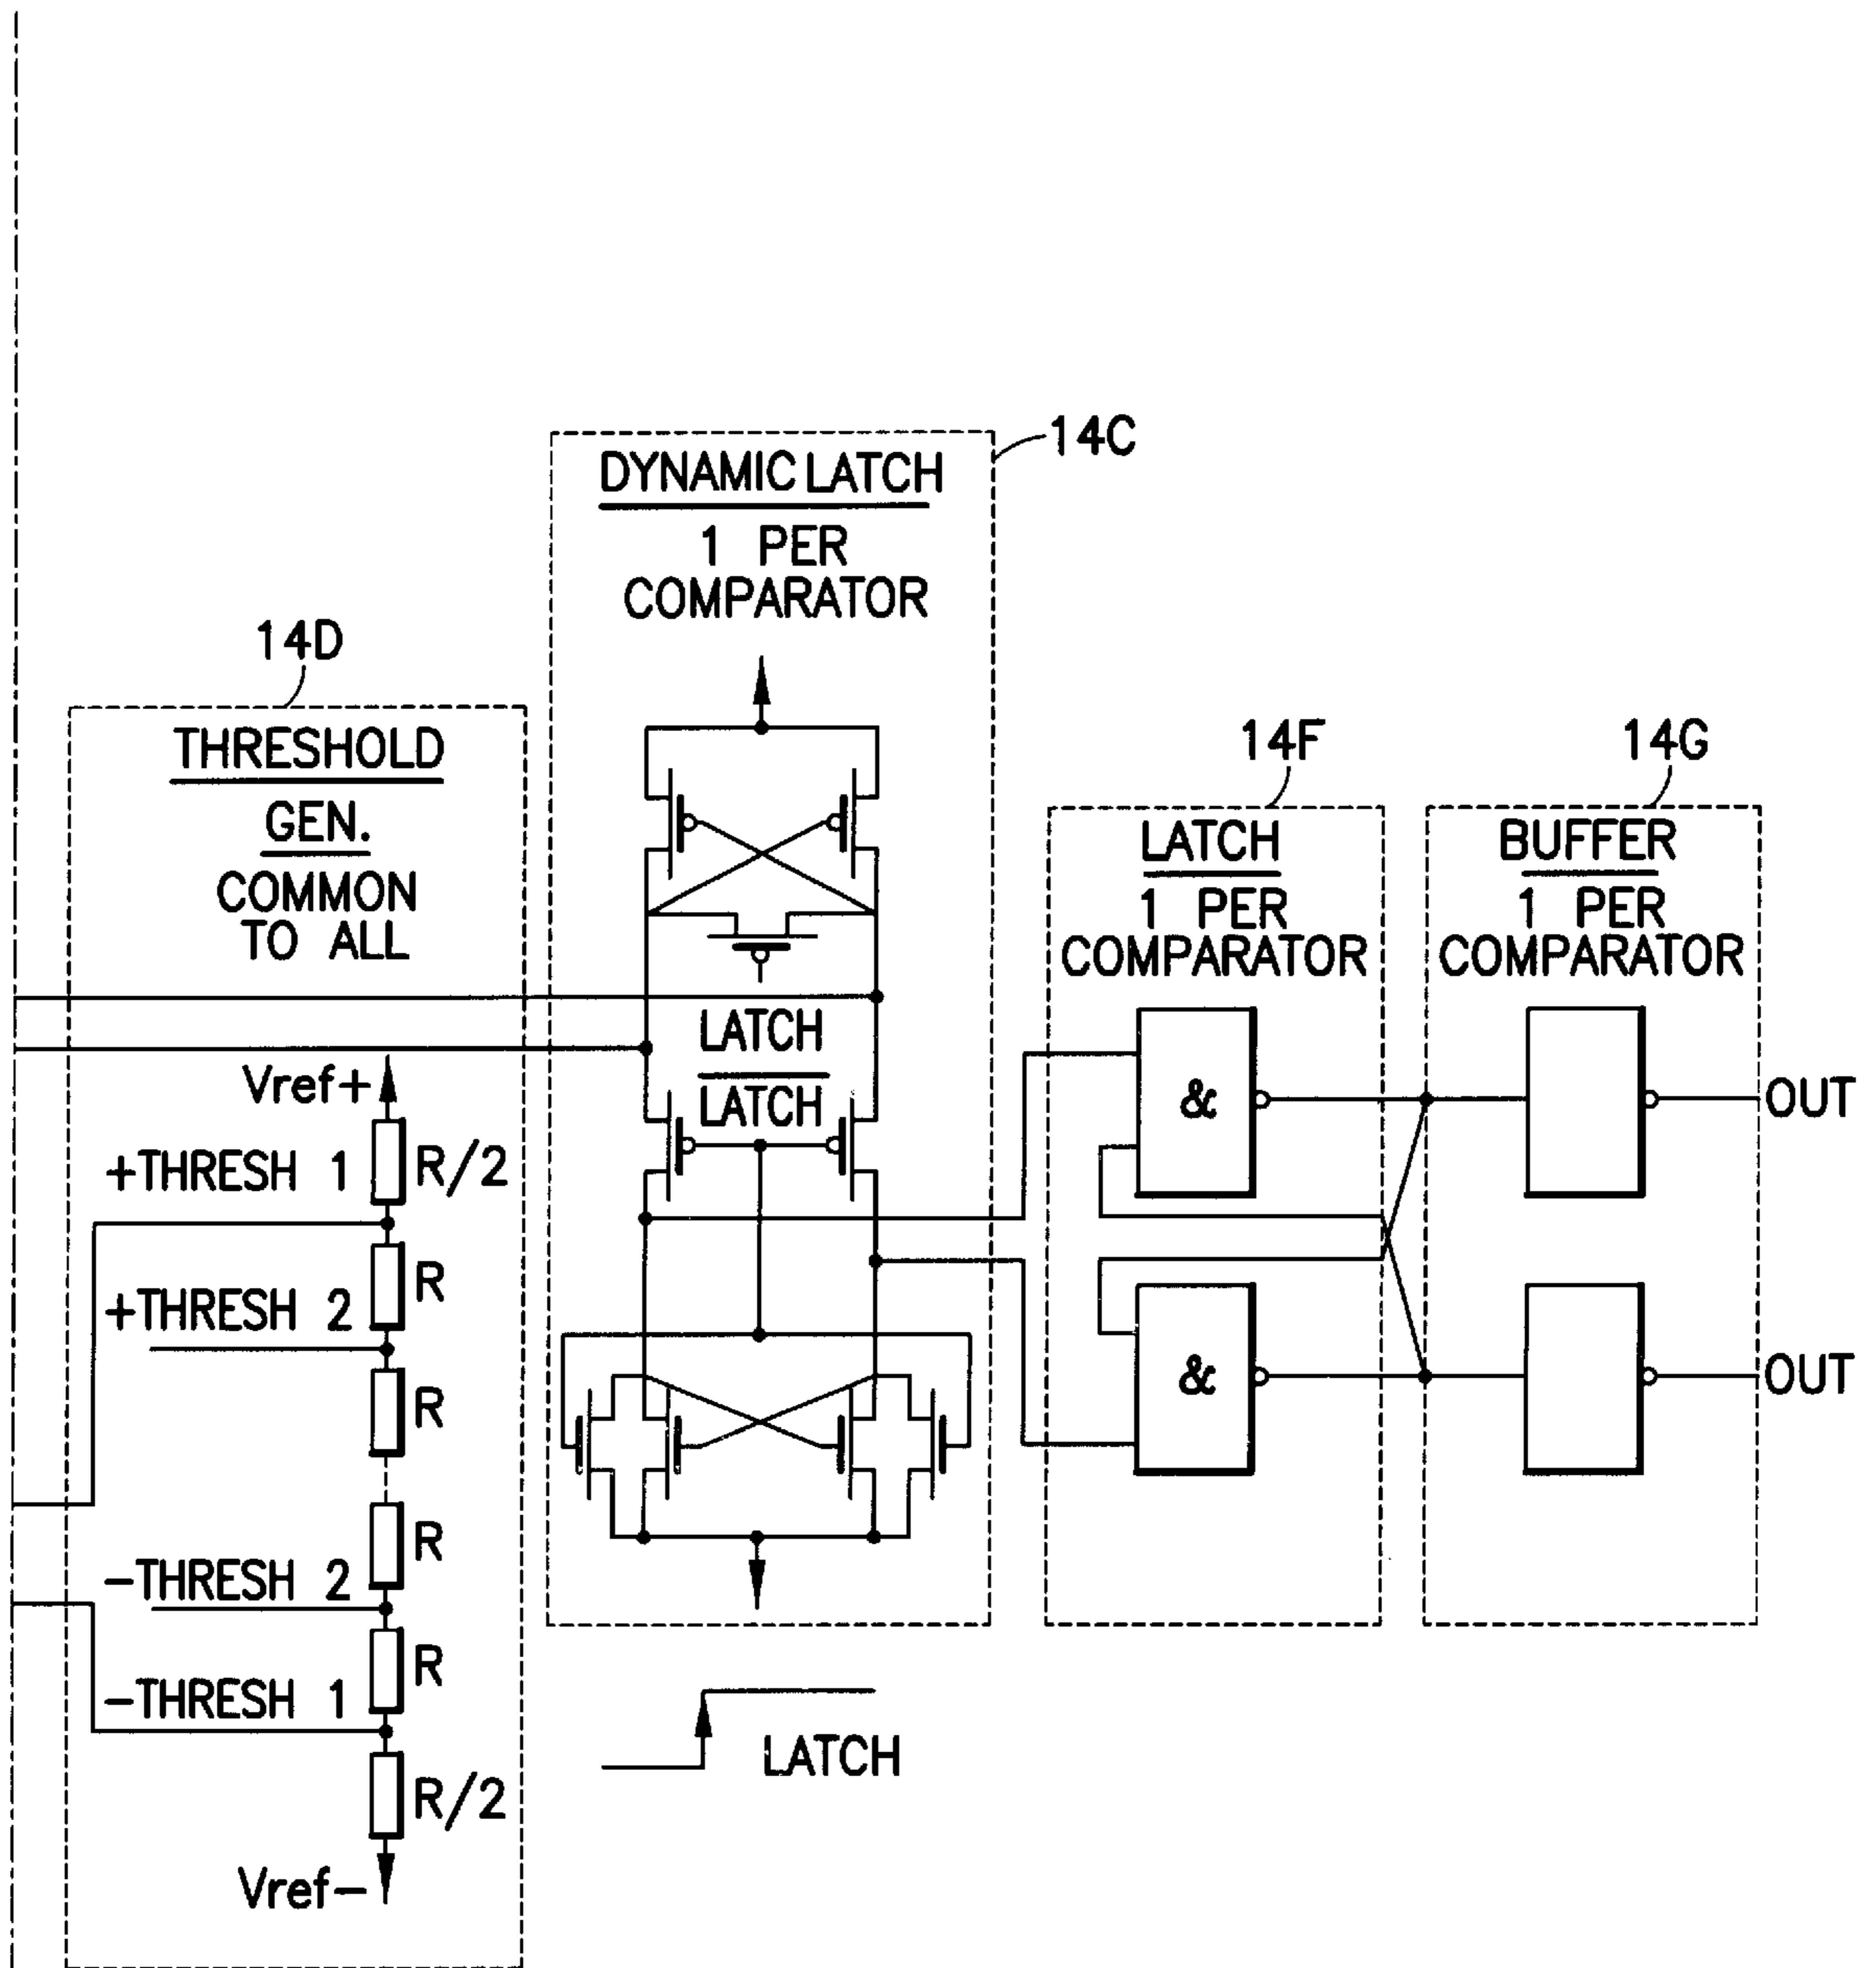 14C
DYNAMIC LATCH
1 PER
COMPARATOR
14D
THRESHOLD
GEN.
COMMON
TO ALL
Vref+
+THRESH 1
R/2
R
+THRESH 2
R
R
-THRESH 2
R
-THRESH 1
R/2
Vref-
LATCH
LATCH
LATCH
14F
LATCH
1 PER
COMPARATOR
&
&
14G
BUFFER
1 PER
COMPARATOR
OUT
OUT